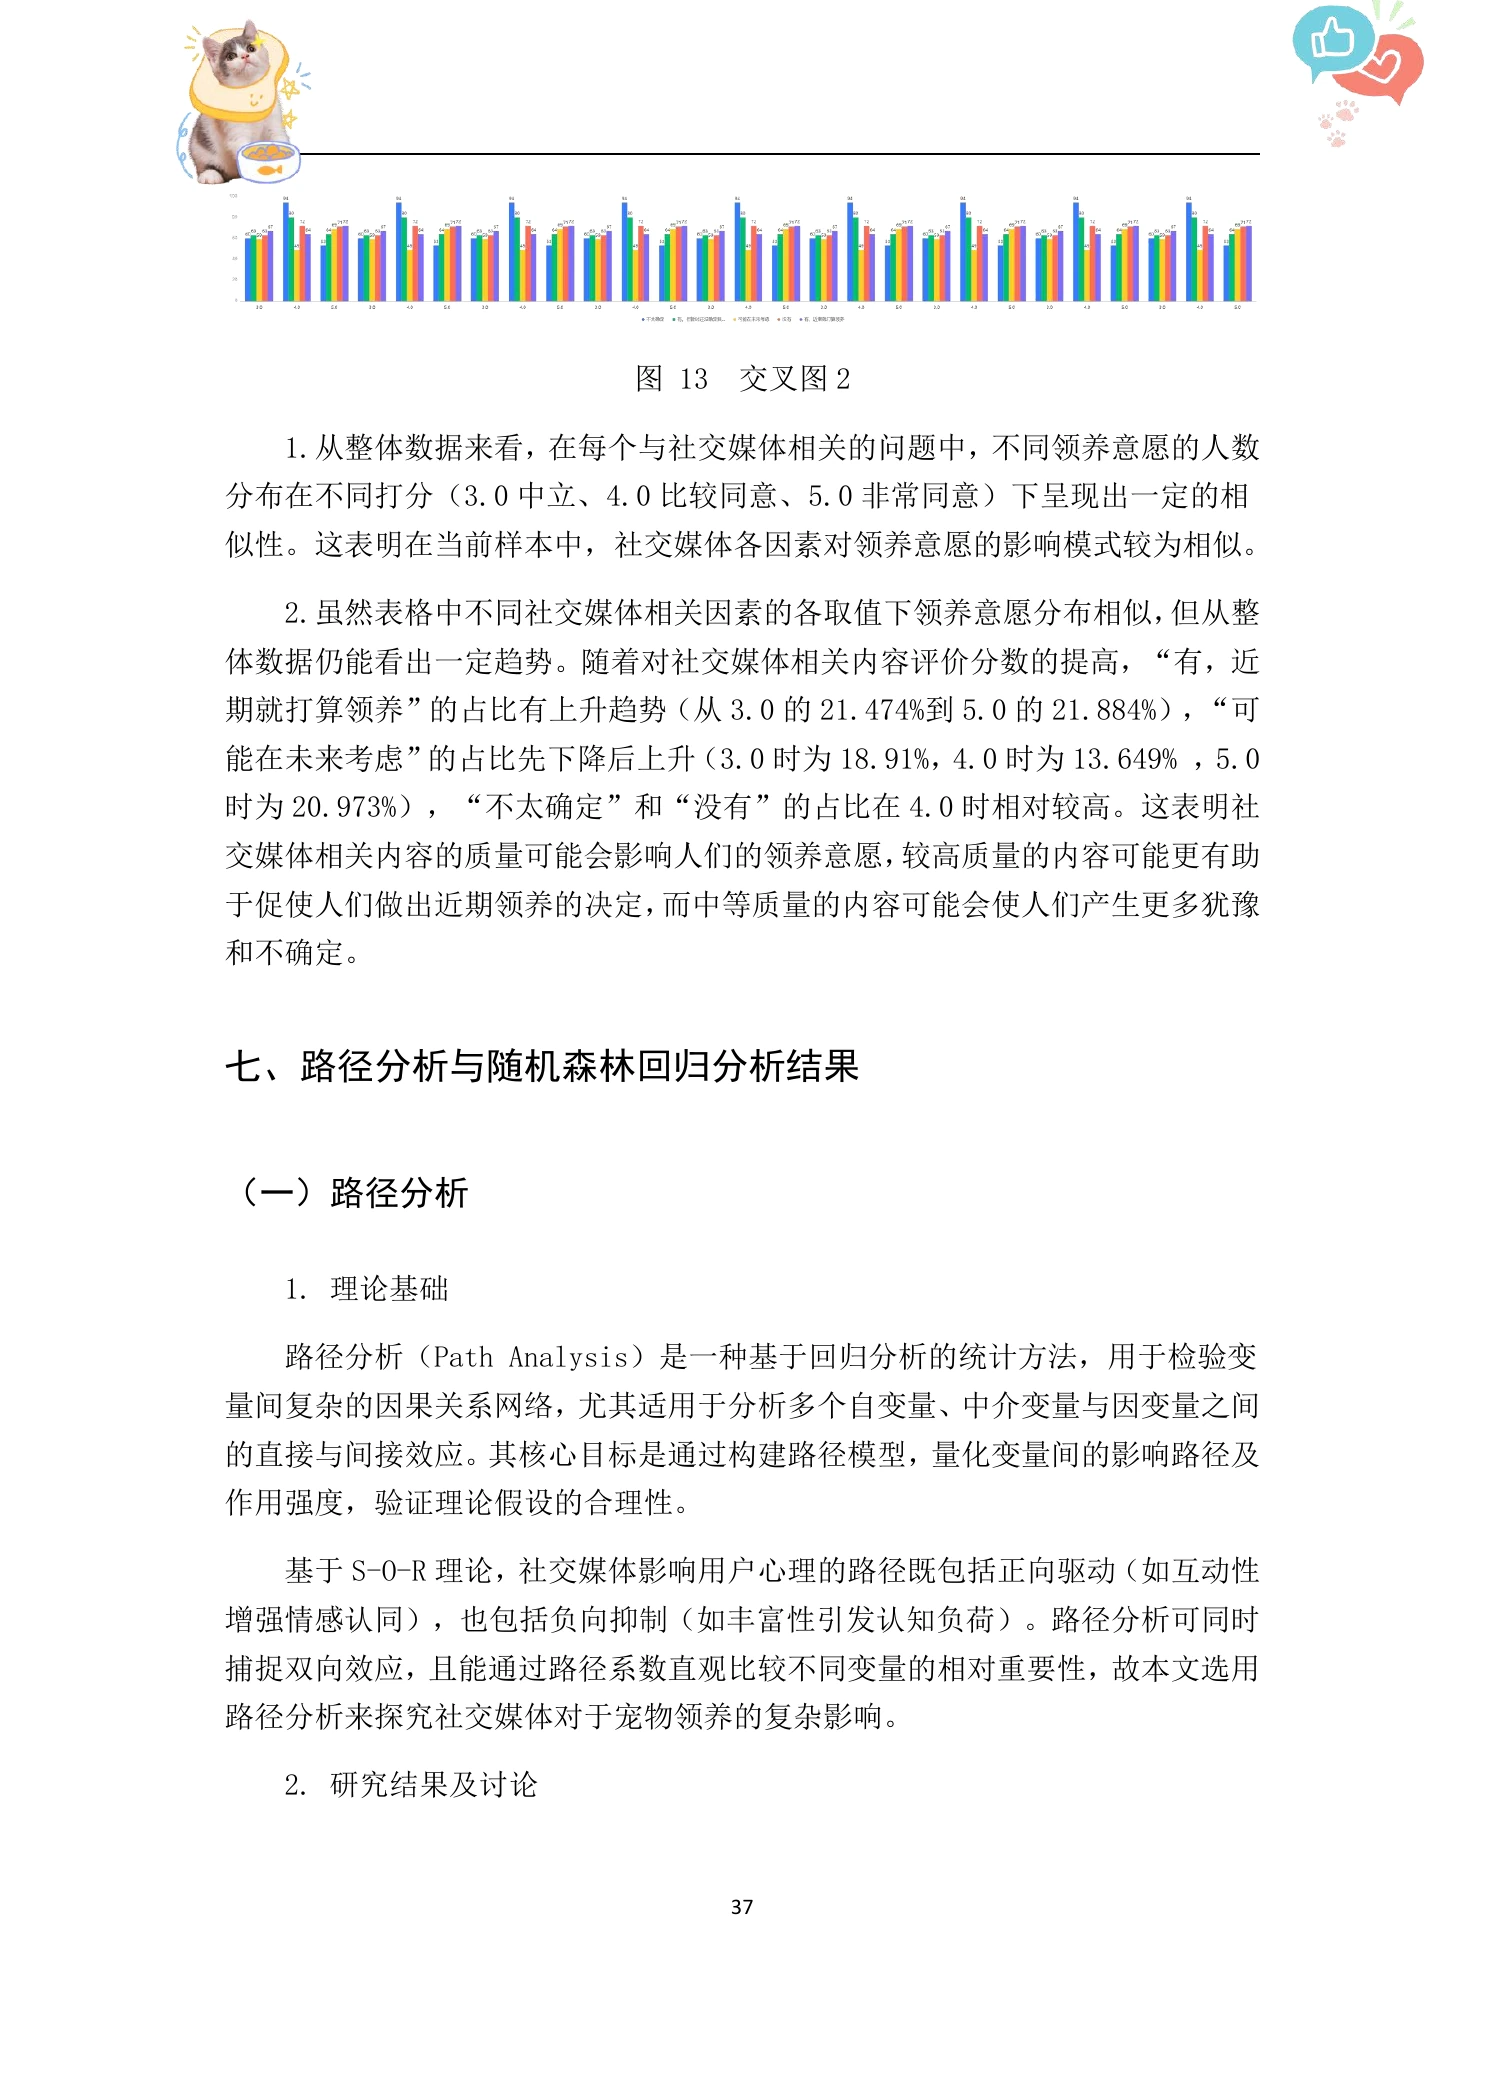 图 13 交叉图 2
1.从整体数据来看，在每个与社交媒体相关的问题中，不同领养意愿的人数
分布在不同打分（3.0 中立、4.0 比较同意、5.0 非常同意）下呈现出一定的相
似性。这表明在当前样本中，社交媒体各因素对领养意愿的影响模式较为相似。
2.虽然表格中不同社交媒体相关因素的各取值下领养意愿分布相似，但从整
体数据仍能看出一定趋势。随着对社交媒体相关内容评价分数的提高，“有，近
期就打算领养”的占比有上升趋势（从 3.0 的 21.474%到 5.0 的 21.884%），“可
能在未来考虑”的占比先下降后上升（3.0 时为 18.91%，4.0 时为 13.649% ，5.0
时为 20.973%），“不太确定”和“没有”的占比在 4.0 时相对较高。这表明社
交媒体相关内容的质量可能会影响人们的领养意愿，较高质量的内容可能更有助
于促使人们做出近期领养的决定，而中等质量的内容可能会使人们产生更多犹豫
和不确定。
七、路径分析与随机森林回归分析结果
（一）路径分析
1. 理论基础
路径分析（Path Analysis）是一种基于回归分析的统计方法，用于检验变
量间复杂的因果关系网络，尤其适用于分析多个自变量、中介变量与因变量之间
的直接与间接效应。其核心目标是通过构建路径模型，量化变量间的影响路径及
作用强度，验证理论假设的合理性。
基于 S-O-R 理论，社交媒体影响用户心理的路径既包括正向驱动（如互动性
增强情感认同），也包括负向抑制（如丰富性引发认知负荷）。路径分析可同时
捕捉双向效应，且能通过路径系数直观比较不同变量的相对重要性，故本文选用
路径分析来探究社交媒体对于宠物领养的复杂影响。
2. 研究结果及讨论
37